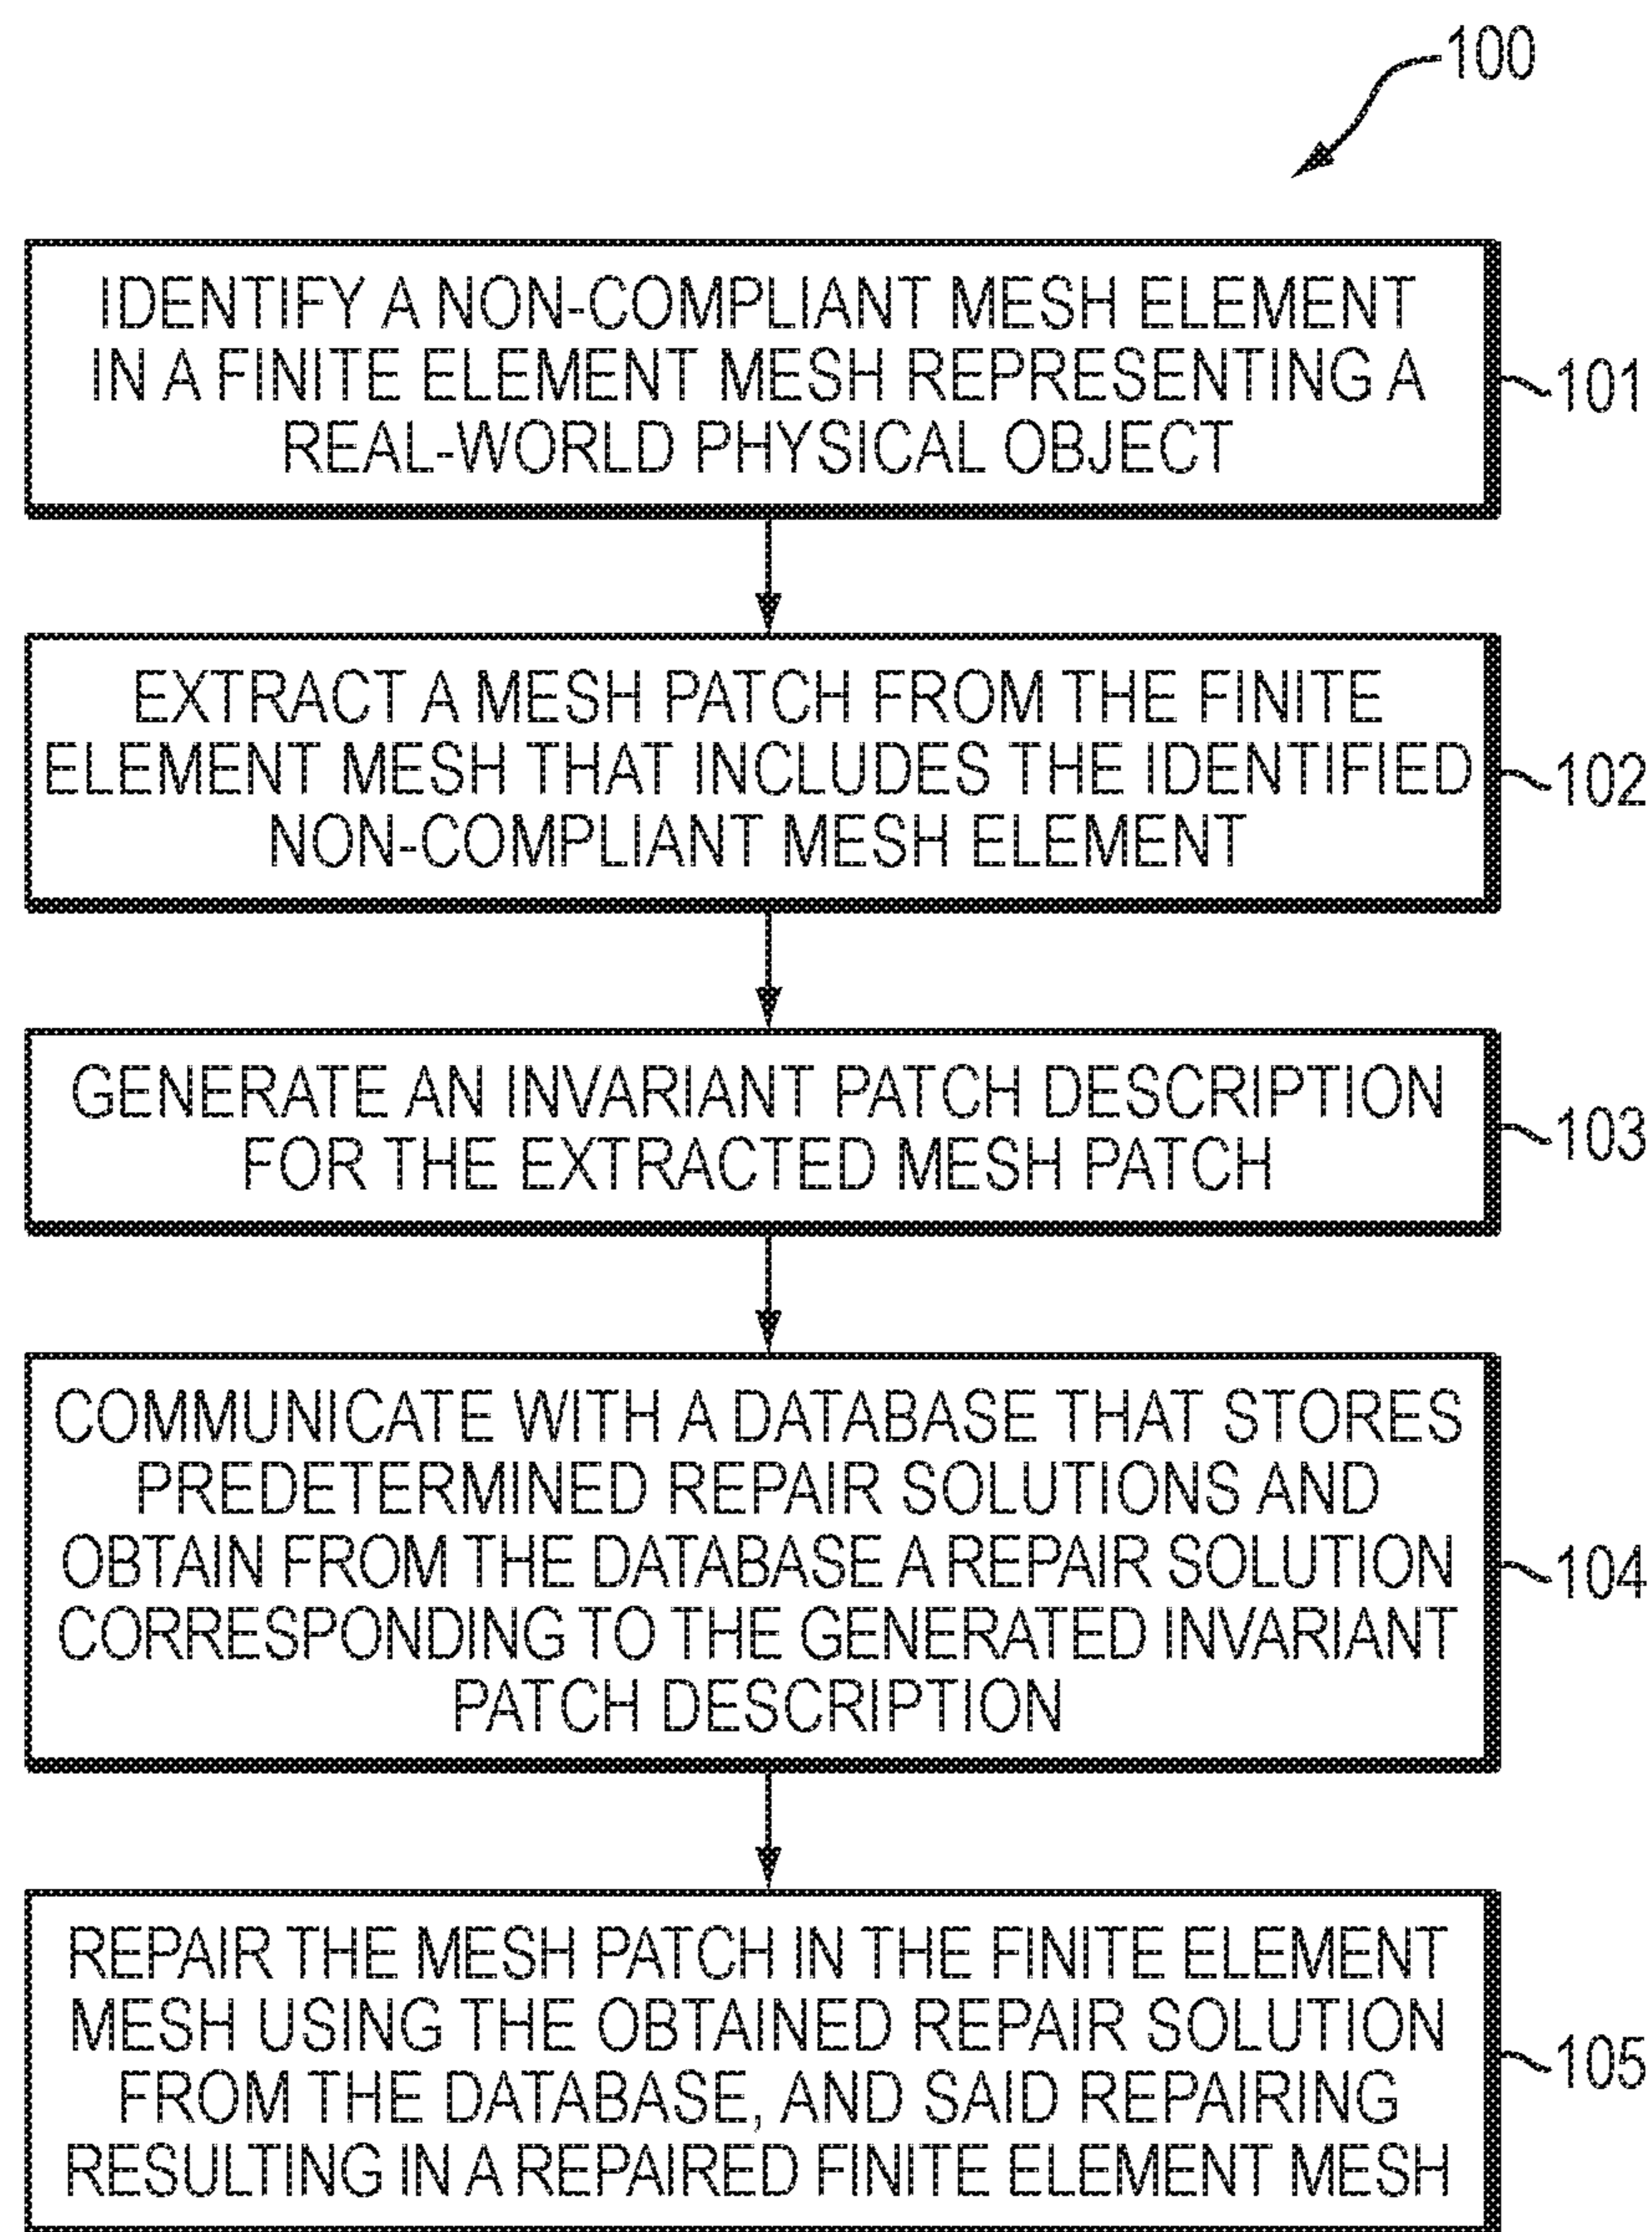 100
IDENTIFY A NON-COMPLIANT MESH ELEMENT
IN A FINITE ELEMENT MESH REPRESENTING A
REAL-WORLD PHYSICAL OBJECT
101
EXTRACT A MESH PATCH FROM THE FINITE
ELEMENT MESH THAT INCLUDES THE IDENTIFIED
NON-COMPLIANT MESH ELEMENT
102
GENERATE AN INVARIANT PATCH DESCRIPTION
FOR THE EXTRACTED MESH PATCH
103
COMMUNICATE WITH A DATABASE THAT STORES
PREDETERMINED REPAIR SOLUTIONS AND
OBTAIN FROM THE DATABASE A REPAIR SOLUTION
CORRESPONDING TO THE GENERATED INVARIANT
PATCH DESCRIPTION
104
REPAIR THE MESH PATCH IN THE FINITE ELEMENT
MESH USING THE OBTAINED REPAIR SOLUTION
FROM THE DATABASE, AND SAID REPAIRING
RESULTING IN A REPAIRED FINITE ELEMENT MESH
105